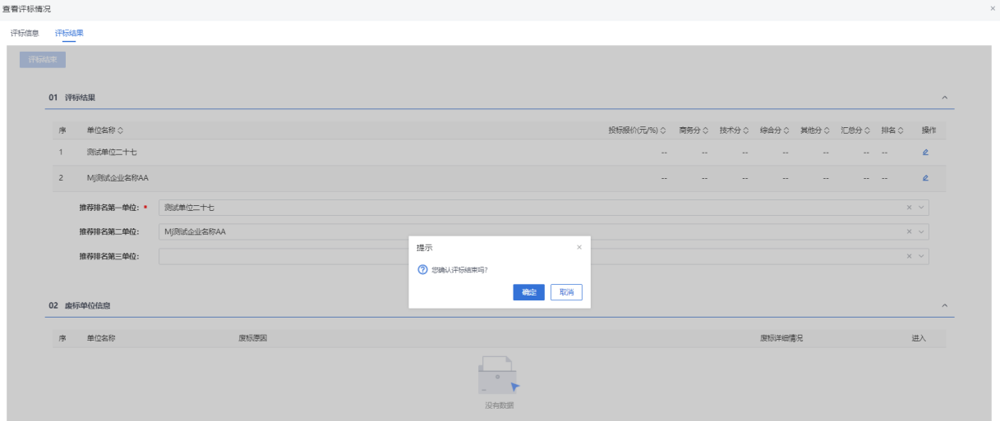 查看评标情况
评标信息 评标结果
评标结束
01 评标结果
序 单位名称 投标报价(元/%) 商务分 技术分 综合分 其他分 汇总分 排名 操作
1 测试单位二十七 -- -- -- -- -- -- --
2 Mj测试企业名称AA -- -- -- -- -- -- --
推荐排名第一单位: * 测试单位二十七
推荐排名第二单位: Mj测试企业名称AA
推荐排名第三单位:
提示
您确认评标结束吗?
确定 取消
02 废标单位信息
序 单位名称 废标原因 废标详细情况 进入
没有数据